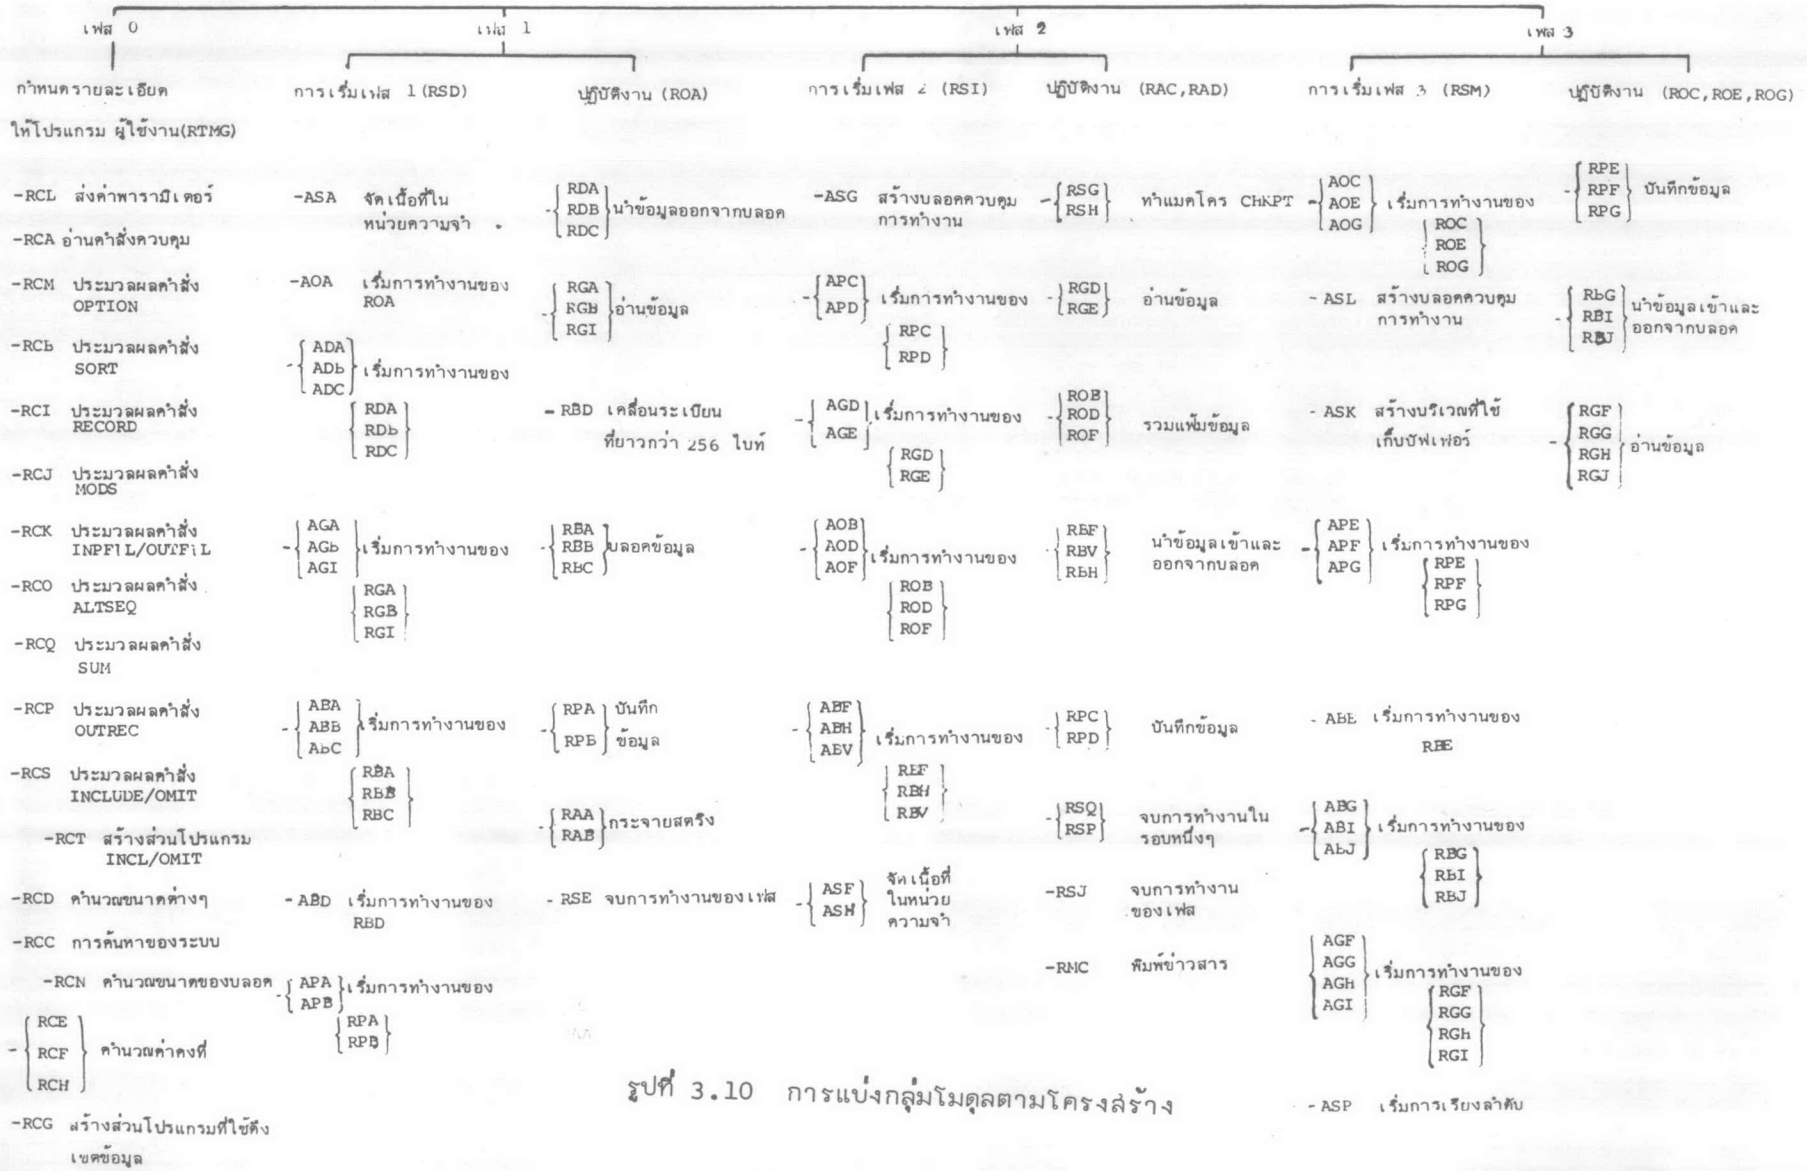 เฟส 0
เฟส 1
เฟส 2
เฟส 3
กำหนดรายละเอียด
ให้โปรแกรม ผู้ใช้งาน(RTMG)
-RCL ส่งค่าพารามิเตอร์
-RCA อ่านคำสั่งควบคุม
-RCM ประมวลผลคำสั่ง
OPTION
-RCb ประมวลผลคำสั่ง
SORT
-RCI ประมวลผลคำสั่ง
RECORD
-RCJ ประมวลผลคำสั่ง
MODS
-RCK ประมวลผลคำสั่ง
INPFIL/OUTFiL
-RCO ประมวลผลคำสั่ง
ALTSEQ
-RCQ ประมวลผลคำสั่ง
SUM
-RCP ประมวลผลคำสั่ง
OUTREC
-RCS ประมวลผลคำสั่ง
INCLUDE/OMIT
-RCT สร้างส่วนโปรแกรม
INCL/OMIT
-RCD คำนวณขนาดต่างๆ
-RCC การค้นหาของระบบ
-RCN คำนวณขนาดของบลอค
RCE
- RCF คำนวณค่าคงที่
RCH
-RCG สร้างส่วนโปรแกรมที่ใช้ดึง
เขตข้อมูล
การเริ่มเฟส 1(RSD)
-ASA จัดเนื้อที่ใน
หน่วยความจำ
-AOA เริ่มการทำงานของ
ROA
ADA
- ADb เริ่มการทำงานของ
ADC
RDA
RDb
RDC
AGA
- AGb เริ่มการทำงานของ
AGI
RGA
RGB
RGI
ABA
- ABB เริ่มการทำงานของ
AbC
RBA
RBB
RBC
- ABD เริ่มการทำงานของ
RBD
- APA เริ่มการทำงานของ
APB
RPA
RPB
ปฏิบัติงาน (ROA)
RDA
- RDB นำข้อมูลออกจากบลอค
RDC
RGA
- RGB อ่านข้อมูล
RGI
- RBD เคลื่อนระเบียน
ที่ยาวกว่า 256 ไบท์
RBA
- RBB บลอคข้อมูล
RbC
- RPA บันทึก
RPB ข้อมูล
- RAA กระจายสตริง
RAB
- RSE จบการทำงานของเฟส
การเริ่มเฟส 2 (RSI)
-ASG สร้างบลอคควบคุม
การทำงาน
- APC เริ่มการทำงานของ
APD
RPC
RPD
- AGD เริ่มการทำงานของ
AGE
RGD
RGE
AOB
- AOD เริ่มการทำงานของ
AOF
ROB
ROD
ROF
ABF
- ABH เริ่มการทำงานของ
ABV
RBF
RBH
RBV
ASF จัดเนื้อที่
- ASH ในหน่วย
ความจำ
ปฏิบัติงาน (RAC,RAD)
- RSG ทำแมคโคร CHKPT
RSH
- RGD อ่านข้อมูล
RGE
ROB
- ROD รวมแฟ้มข้อมูล
ROF
RbF
- RBV นำข้อมูลเข้าและ
RbH ออกจากบลอค
- RPC บันทึกข้อมูล
RPD
- RSQ จบการทำงานใน
RSP รอบหนึ่งๆ
-RSJ จบการทำงาน
ของเฟส
-RMC พิมพ์ข่าวสาร
การเริ่มเฟส 3 (RSM)
AOC
- AOE เริ่มการทำงานของ
AOG
ROC
ROE
ROG
- ASL สร้างบลอคควบคุม
การทำงาน
- ASK สร้างบริเวณที่ใช้
เก็บบัฟเฟอร์
APE
- APF เริ่มการทำงานของ
APG
RPE
RPF
RPG
- ABE เริ่มการทำงานของ
RBE
ABG
- ABI เริ่มการทำงานของ
AbJ
RBG
RbI
RBJ
AGF
AGG เริ่มการทำงานของ
AGh
AGI
RGF
RGG
RGh
RGI
- ASP เริ่มการเรียงลำดับ
ปฏิบัติงาน (ROC,ROE,ROG)
RPE
- RPF บันทึกข้อมูล
RPG
RbG
- RBI นำข้อมูลเข้าและ
RBJ ออกจากบลอค
RGF
- RGG อ่านข้อมูล
RGH
RGJ
รูปที่ 3.10 การแบ่งกลุ่มโมดูลตามโครงสร้าง